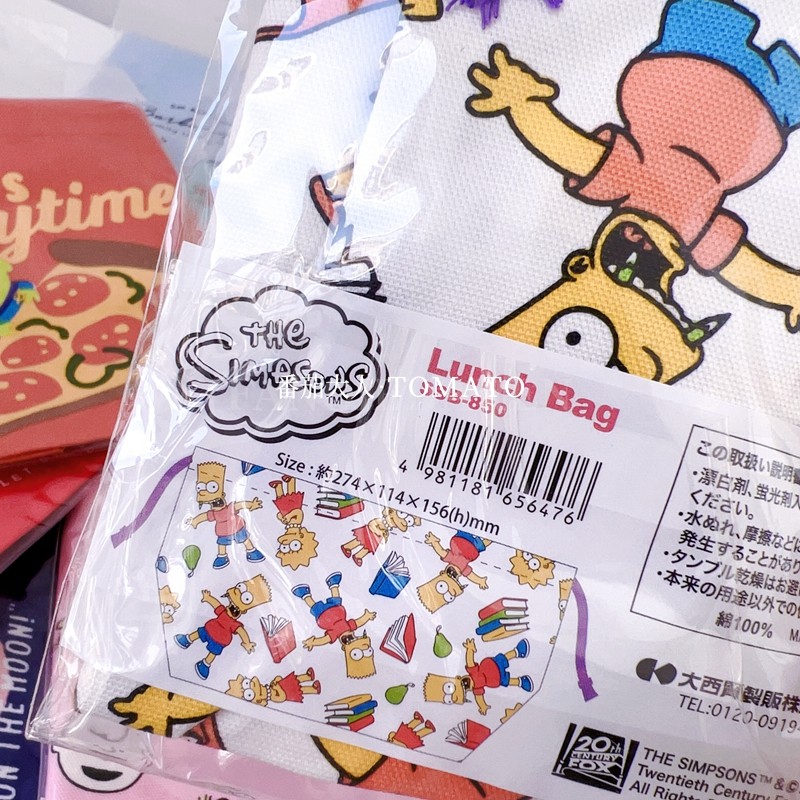 ytime
THE
SIMPSONS
TM
番茄夫人 TOMATO
Lunch Bag
-850
4 981181 656476
Size : 約274×114×156(h)mm
この取扱い説明
・漂白剤、蛍光剤入
ください。
・水ぬれ、摩擦などに
発生することがあり
・タンブル乾燥はお避
・本来の用途以外での
綿100%
大西賢製販株
TEL:0120-0919
20th
CENTURY
FOX
THE SIMPSONS™ &©
Twentieth Century F
All Rights
ON THE MOON!"